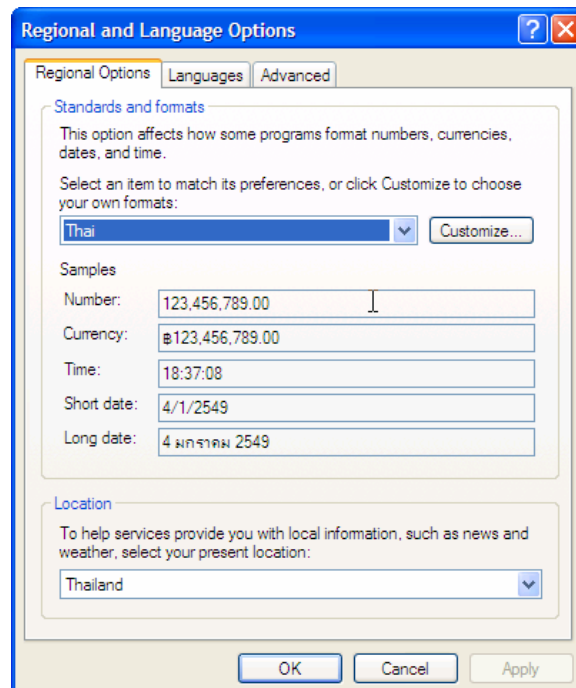 Regional and Language Options
Regional Options Languages Advanced
Standards and formats
This option affects how some programs format numbers, currencies,
dates, and time.
Select an item to match its preferences, or click Customize to choose
your own formats:
Thai Customize...
Samples
Number: 123,456,789.00
Currency: ฿123,456,789.00
Time: 18:37:08
Short date: 4/1/2549
Long date: 4 มกราคม 2549
Location
To help services provide you with local information, such as news and
weather, select your present location:
Thailand
OK Cancel Apply